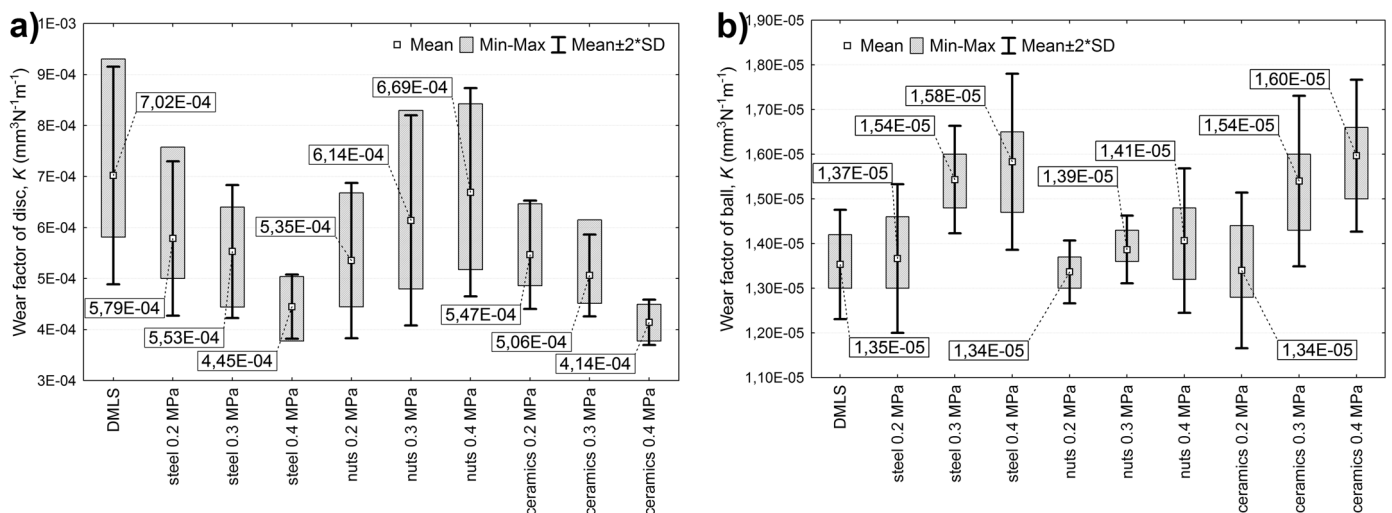 a)
Wear factor of disc, K (mm³N⁻¹m⁻¹)
1E-03
9E-04
8E-04
7E-04
6E-04
5E-04
4E-04
3E-04
Mean Min-Max Mean±2*SD
7,02E-04
5,79E-04
5,53E-04
4,45E-04
5,35E-04
6,14E-04
6,69E-04
5,47E-04
5,06E-04
4,14E-04
DMLS
steel 0.2 MPa
steel 0.3 MPa
steel 0.4 MPa
nuts 0.2 MPa
nuts 0.3 MPa
nuts 0.4 MPa
ceramics 0.2 MPa
ceramics 0.3 MPa
ceramics 0.4 MPa
b)
Wear factor of ball, K (mm³N⁻¹m⁻¹)
1,90E-05
1,80E-05
1,70E-05
1,60E-05
1,50E-05
1,40E-05
1,30E-05
1,20E-05
1,10E-05
Mean Min-Max Mean±2*SD
1,35E-05
1,37E-05
1,54E-05
1,58E-05
1,34E-05
1,39E-05
1,41E-05
1,34E-05
1,54E-05
1,60E-05
DMLS
steel 0.2 MPa
steel 0.3 MPa
steel 0.4 MPa
nuts 0.2 MPa
nuts 0.3 MPa
nuts 0.4 MPa
ceramics 0.2 MPa
ceramics 0.3 MPa
ceramics 0.4 MPa